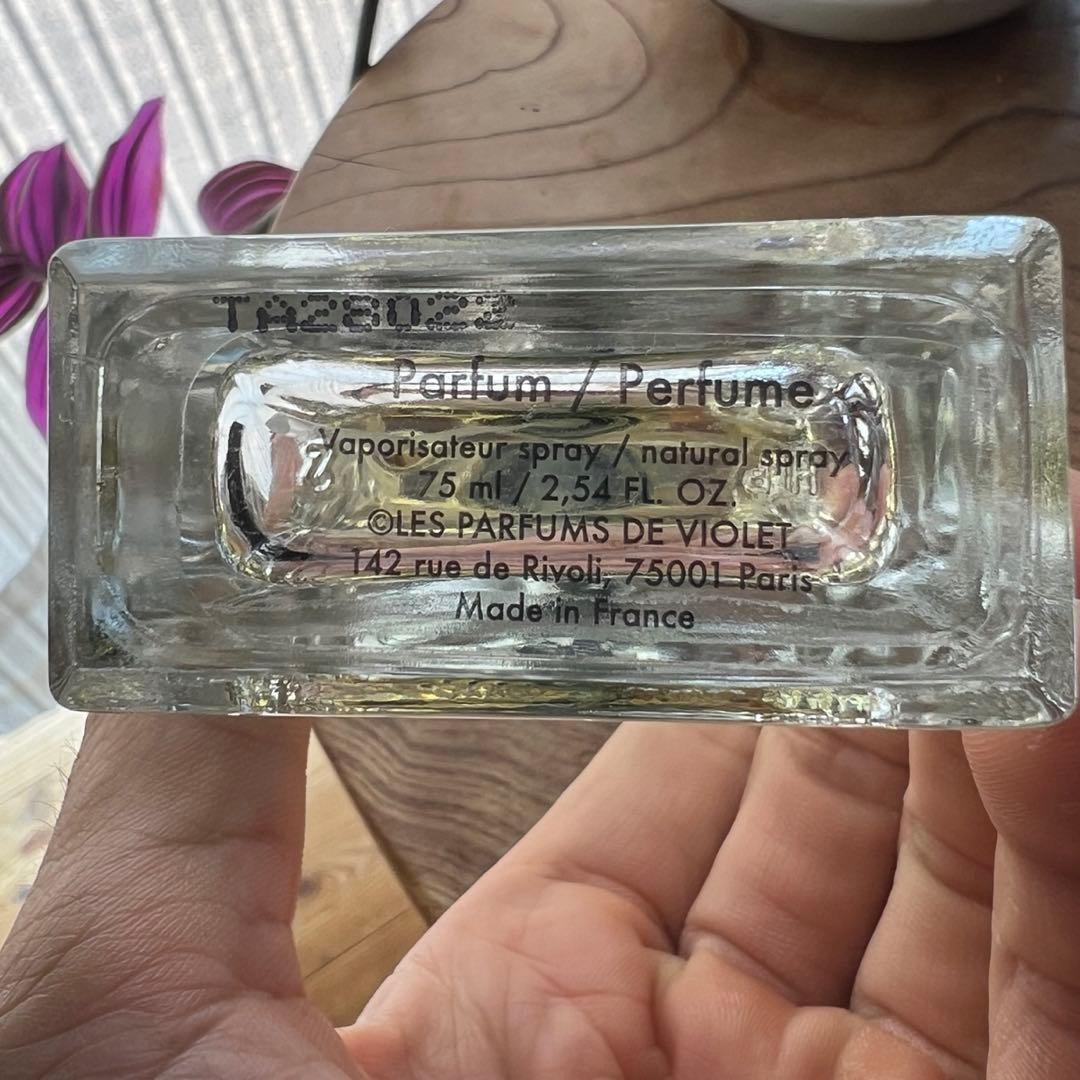 TA28022
Parfum / Perfume
Vaporisateur spray / natural spray
75 ml / 2,54 FL. OZ.
©LES PARFUMS DE VIOLET
142 rue de Rivoli, 75001 Paris
Made in France